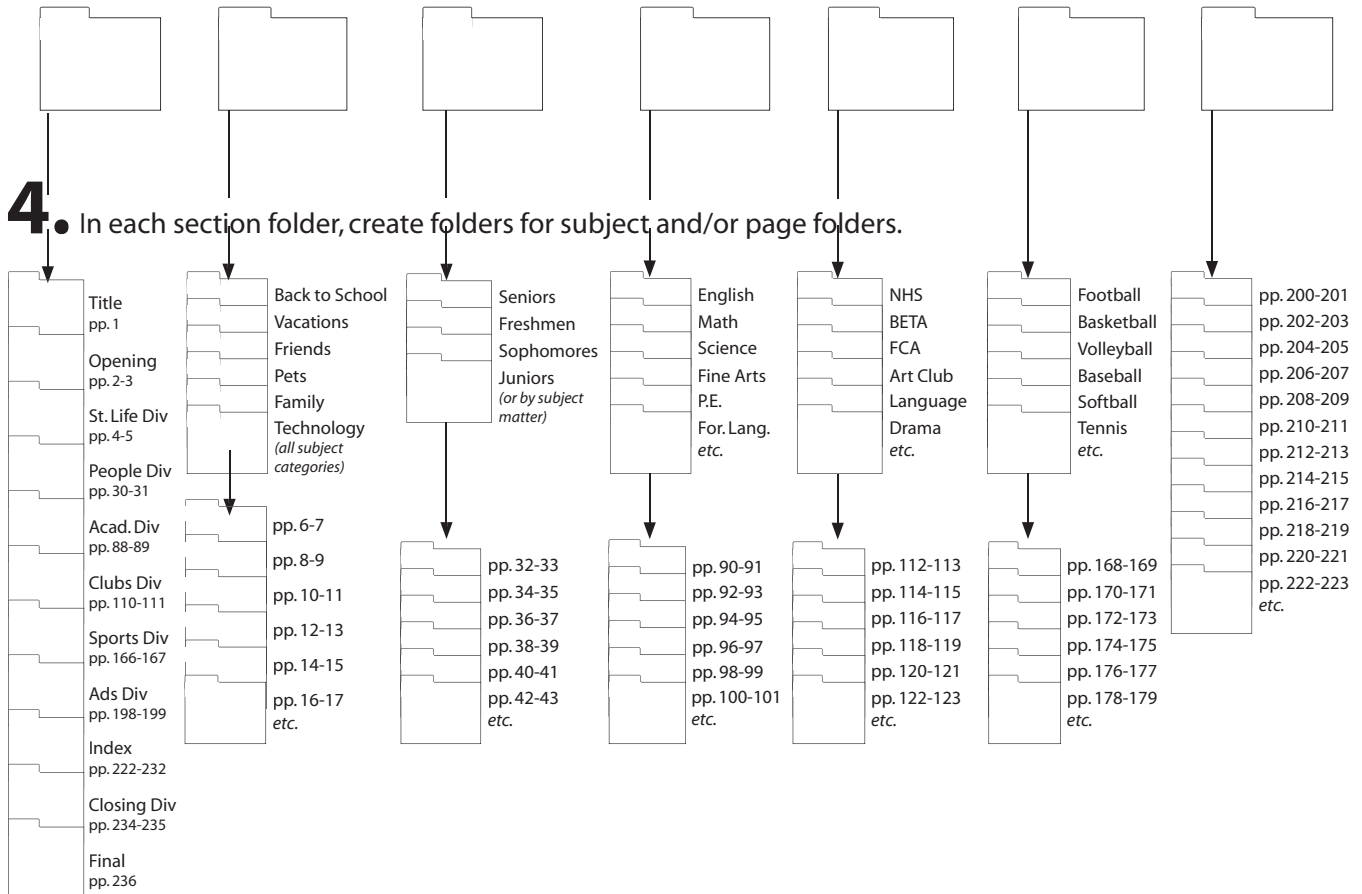 4. In each section folder, create folders for subject and/or page folders.
Title
pp. 1
Opening
pp. 2-3
St. Life Div
pp. 4-5
People Div
pp. 30-31
Acad. Div
pp. 88-89
Clubs Div
pp. 110-111
Sports Div
pp. 166-167
Ads Div
pp. 198-199
Index
pp. 222-232
Closing Div
pp. 234-235
Final
pp. 236
Back to School
Vacations
Friends
Pets
Family
Technology
(all subject
categories)
pp. 6-7
pp. 8-9
pp. 10-11
pp. 12-13
pp. 14-15
pp. 16-17
etc.
Seniors
Freshmen
Sophomores
Juniors
(or by subject
matter)
pp. 32-33
pp. 34-35
pp. 36-37
pp. 38-39
pp. 40-41
pp. 42-43
etc.
English
Math
Science
Fine Arts
P.E.
For. Lang.
etc.
pp. 90-91
pp. 92-93
pp. 94-95
pp. 96-97
pp. 98-99
pp. 100-101
etc.
NHS
BETA
FCA
Art Club
Language
Drama
etc.
pp. 112-113
pp. 114-115
pp. 116-117
pp. 118-119
pp. 120-121
pp. 122-123
etc.
Football
Basketball
Volleyball
Baseball
Softball
Tennis
etc.
pp. 168-169
pp. 170-171
pp. 172-173
pp. 174-175
pp. 176-177
pp. 178-179
etc.
pp. 200-201
pp. 202-203
pp. 204-205
pp. 206-207
pp. 208-209
pp. 210-211
pp. 212-213
pp. 214-215
pp. 216-217
pp. 218-219
pp. 220-221
pp. 222-223
etc.